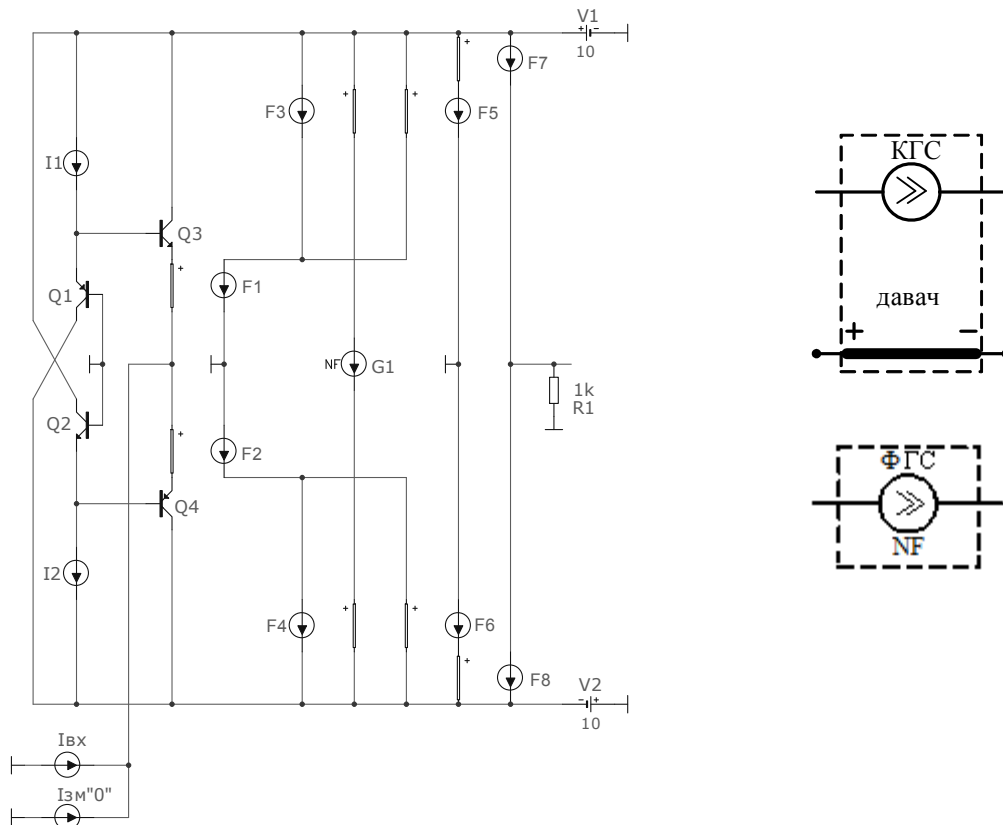 V1
+ -
10
F7
+
F3
+
+
F5
I1
Q3
+
F1
Q1
NF
G1
1k
R1
Q2
+
F2
Q4
I2
F4
+
+
F6
+
F8
V2
- +
10
Iвх
Iзм"0"
КГС
давач
+ −
ФГС
NF